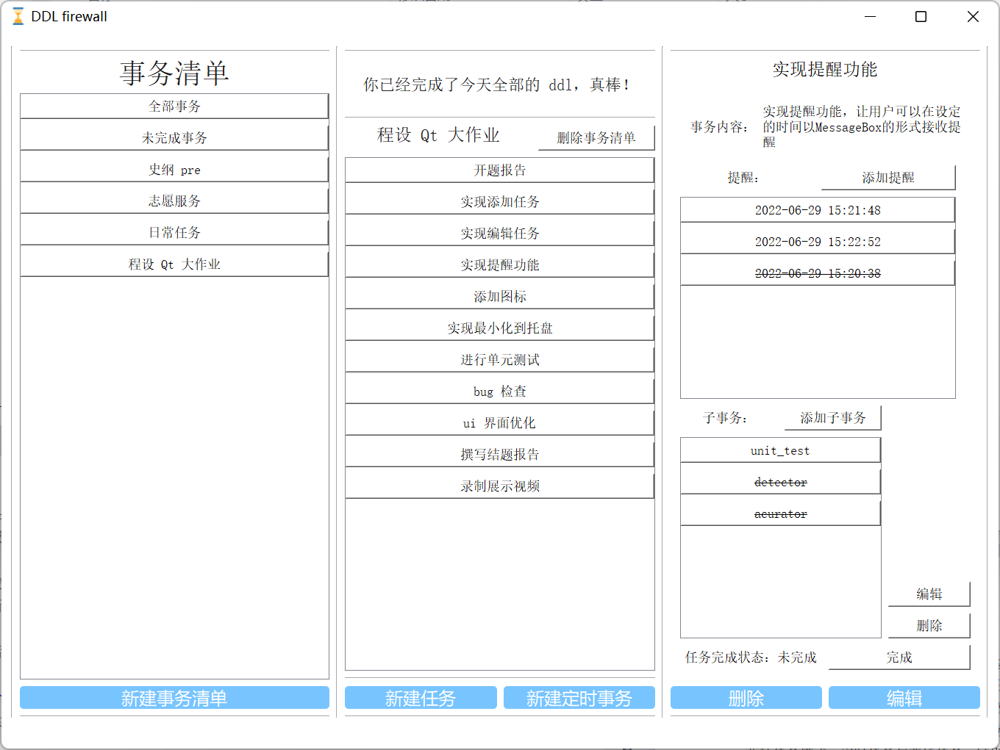 DDL firewall
事务清单
全部事务
未完成事务
史纲 pre
志愿服务
日常任务
程设 Qt 大作业
新建事务清单
你已经完成了今天全部的 ddl，真棒！
程设 Qt 大作业
删除事务清单
开题报告
实现添加任务
实现编辑任务
实现提醒功能
添加图标
实现最小化到托盘
进行单元测试
bug 检查
ui 界面优化
撰写结题报告
录制展示视频
新建任务
新建定时事务
实现提醒功能
事务内容：
实现提醒功能，让用户可以在设定
的时间以MessageBox的形式接收提
醒
提醒：
添加提醒
2022-06-29 15:21:48
2022-06-29 15:22:52
2022-06-29 15:20:38
子事务：
添加子事务
unit_test
detector
acurator
编辑
删除
任务完成状态：未完成
完成
删除
编辑